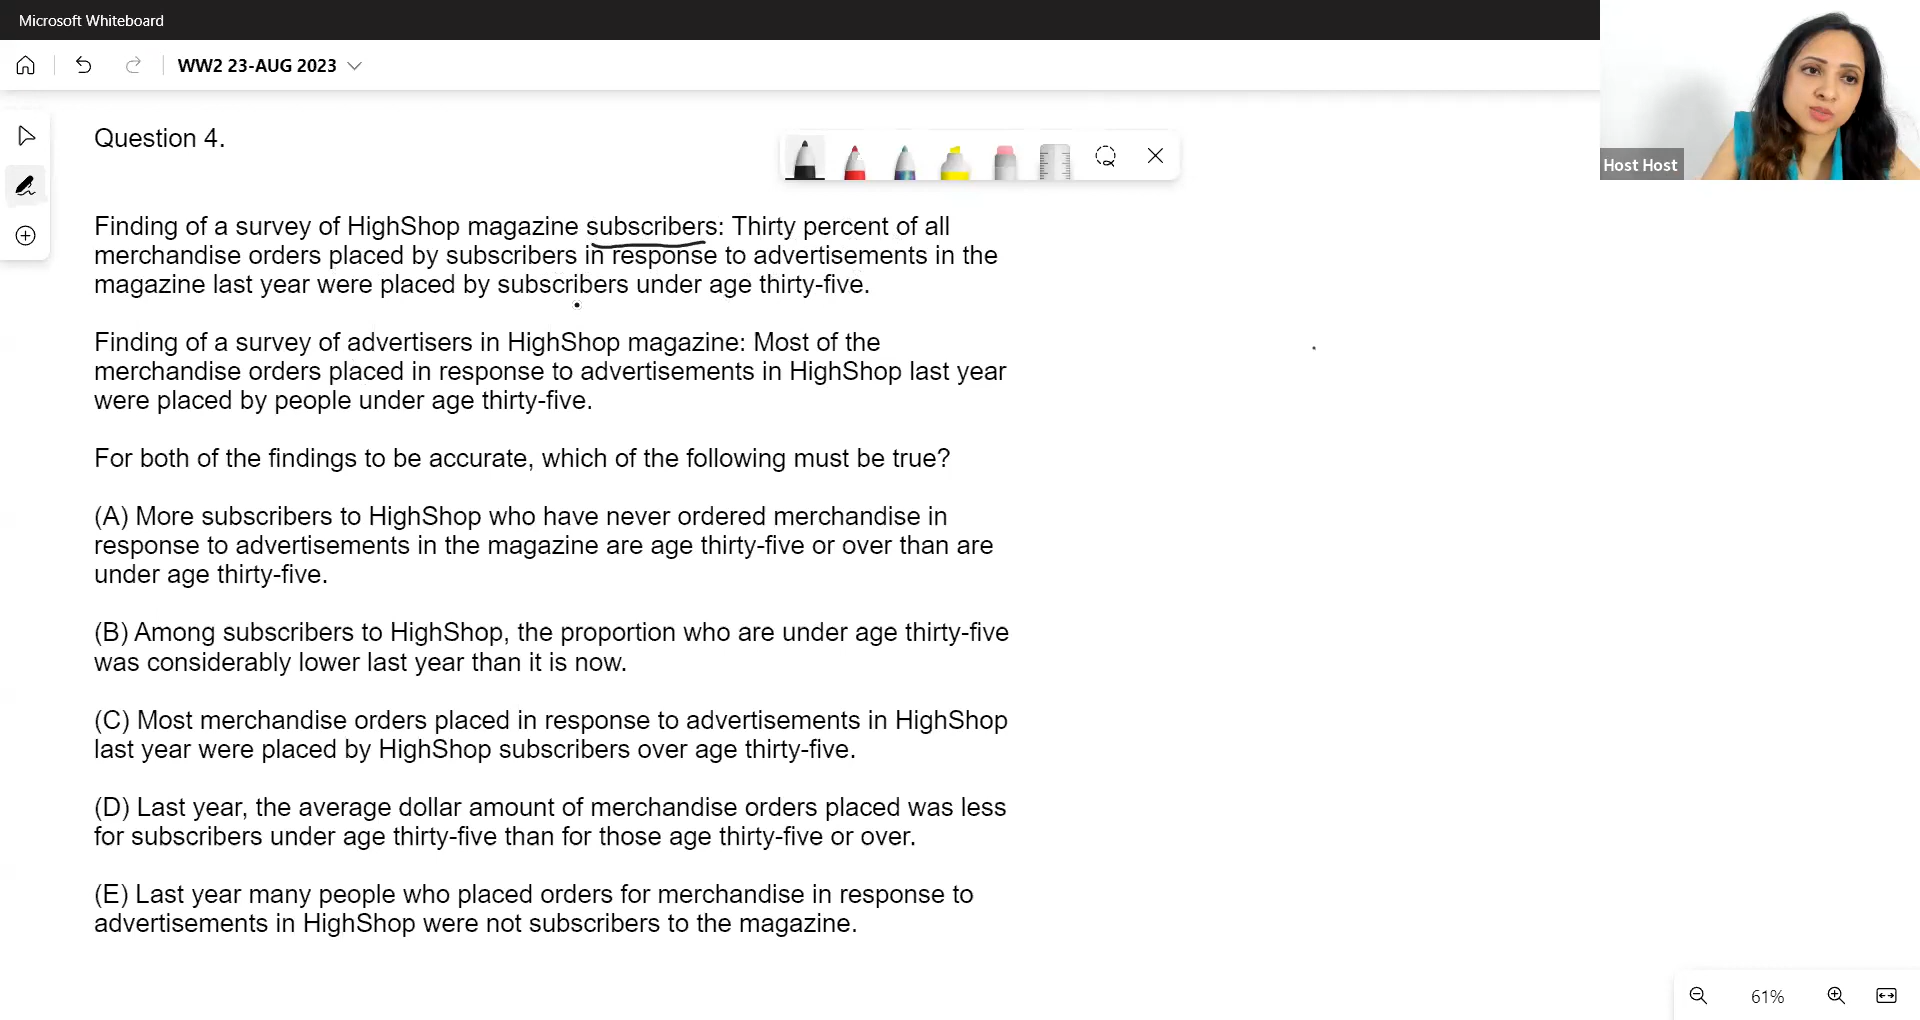 Microsoft Whiteboard
WW2 23-AUG 2023
Host Host
Question 4.
Finding of a survey of HighShop magazine subscribers: Thirty percent of all
merchandise orders placed by subscribers in response to advertisements in the
magazine last year were placed by subscribers under age thirty-five.
Finding of a survey of advertisers in HighShop magazine: Most of the
merchandise orders placed in response to advertisements in HighShop last year
were placed by people under age thirty-five.
For both of the findings to be accurate, which of the following must be true?
(A) More subscribers to HighShop who have never ordered merchandise in
response to advertisements in the magazine are age thirty-five or over than are
under age thirty-five.
(B) Among subscribers to HighShop, the proportion who are under age thirty-five
was considerably lower last year than it is now.
(C) Most merchandise orders placed in response to advertisements in HighShop
last year were placed by HighShop subscribers over age thirty-five.
(D) Last year, the average dollar amount of merchandise orders placed was less
for subscribers under age thirty-five than for those age thirty-five or over.
(E) Last year many people who placed orders for merchandise in response to
advertisements in HighShop were not subscribers to the magazine.
61%